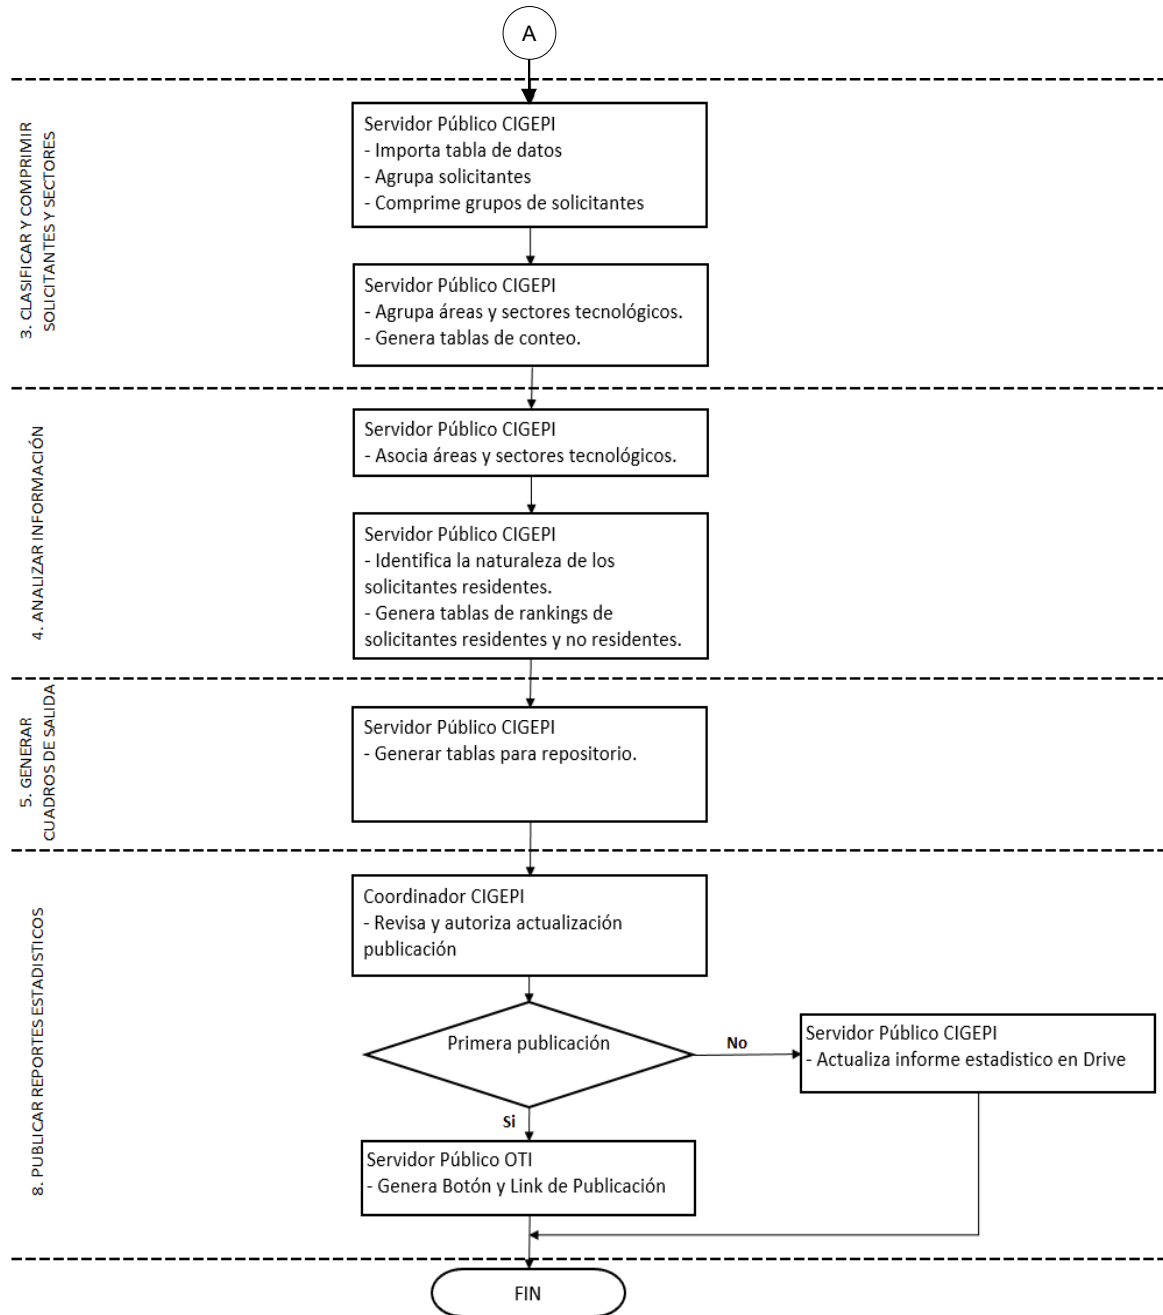 A
3. CLASIFICAR Y COMPRIMIR
SOLICITANTES Y SECTORES
Servidor Público CIGEPI
- Importa tabla de datos
- Agrupa solicitantes
- Comprime grupos de solicitantes
Servidor Público CIGEPI
- Agrupa áreas y sectores tecnológicos.
- Genera tablas de conteo.
4. ANALIZAR INFORMACIÓN
Servidor Público CIGEPI
- Asocia áreas y sectores tecnológicos.
Servidor Público CIGEPI
- Identifica la naturaleza de los
solicitantes residentes.
- Genera tablas de rankings de
solicitantes residentes y no residentes.
5. GENERAR
CUADROS DE SALIDA
Servidor Público CIGEPI
- Generar tablas para repositorio.
8. PUBLICAR REPORTES ESTADISTICOS
Coordinador CIGEPI
- Revisa y autoriza actualización
publicación
Primera publicación
No
Servidor Público CIGEPI
- Actualiza informe estadistico en Drive
Si
Servidor Público OTI
- Genera Botón y Link de Publicación
FIN